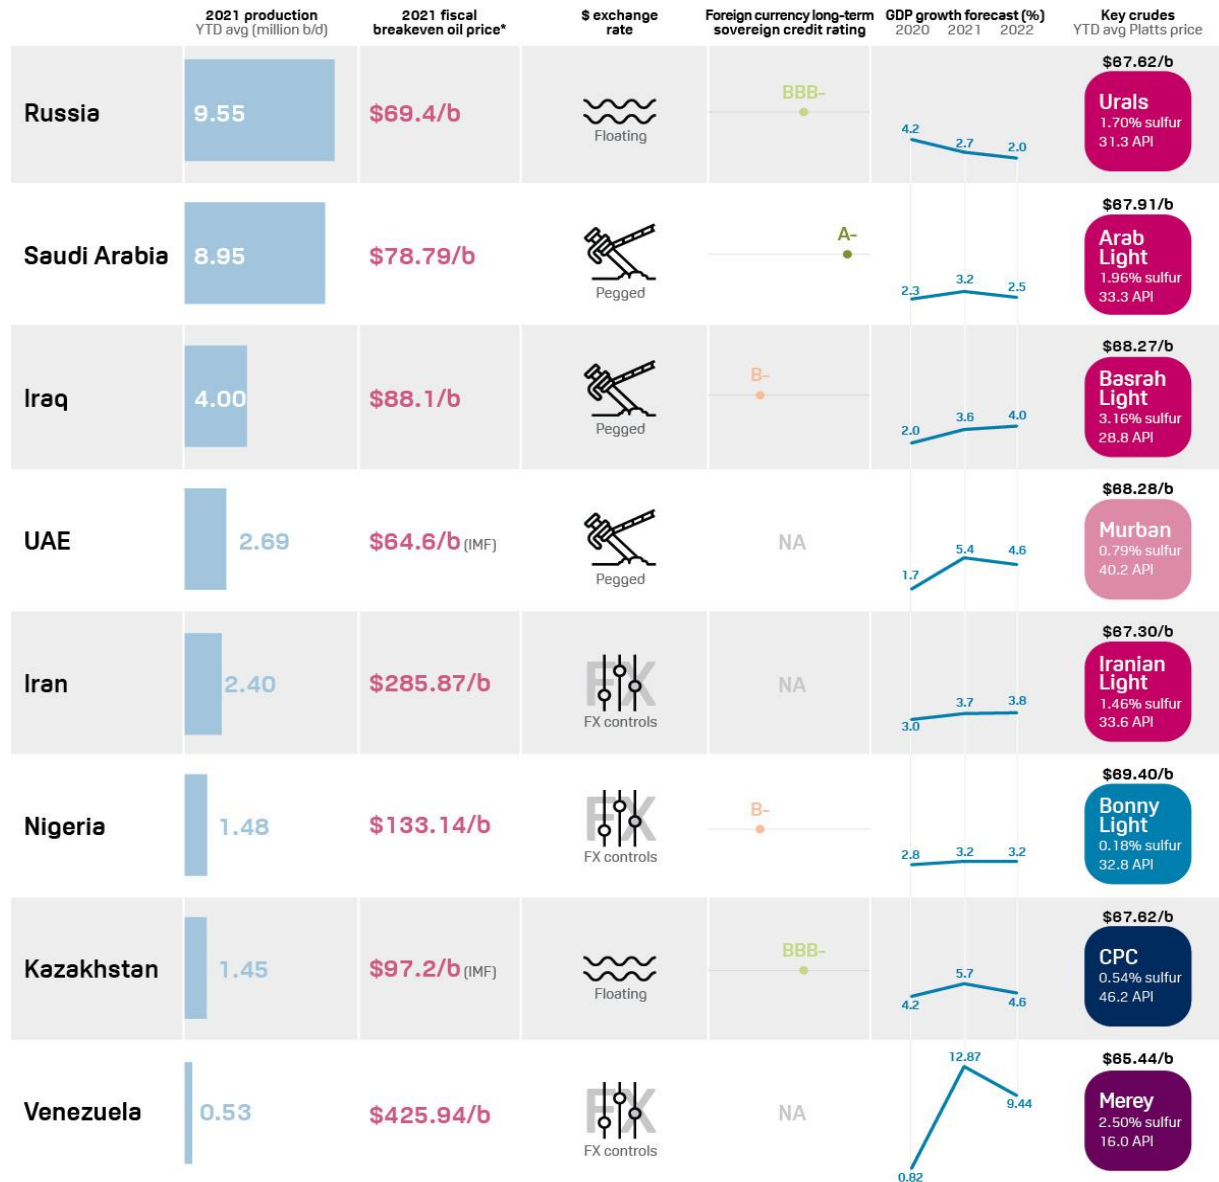 2021 production
YTD avg (million b/d)
2021 fiscal
breakeven oil price*
$ exchange
rate
Foreign currency long-term
sovereign credit rating
GDP growth forecast (%)
2020 2021 2022
Key crudes
YTD avg Platts price
Russia
9.55
$69.4/b
Floating
BBB-
4.2
2.7
2.0
$67.62/b
Urals
1.70% sulfur
31.3 API
Saudi Arabia
8.95
$78.79/b
Pegged
A-
2.3
3.2
2.5
$67.91/b
Arab
Light
1.96% sulfur
33.3 API
Iraq
4.00
$88.1/b
Pegged
B-
2.0
3.6
4.0
$68.27/b
Basrah
Light
3.16% sulfur
28.8 API
UAE
2.69
$64.6/b (IMF)
Pegged
NA
1.7
5.4
4.6
$68.28/b
Murban
0.79% sulfur
40.2 API
Iran
2.40
$285.87/b
FX
FX controls
NA
3.0
3.7
3.8
$67.30/b
Iranian
Light
1.46% sulfur
33.6 API
Nigeria
1.48
$133.14/b
FX
FX controls
B-
2.8
3.2
3.2
$69.40/b
Bonny
Light
0.18% sulfur
32.8 API
Kazakhstan
1.45
$97.2/b (IMF)
Floating
BBB-
4.2
5.7
4.6
$67.62/b
CPC
0.54% sulfur
46.2 API
Venezuela
0.53
$425.94/b
FX
FX controls
NA
0.82
12.87
9.44
$65.44/b
Merey
2.50% sulfur
16.0 API